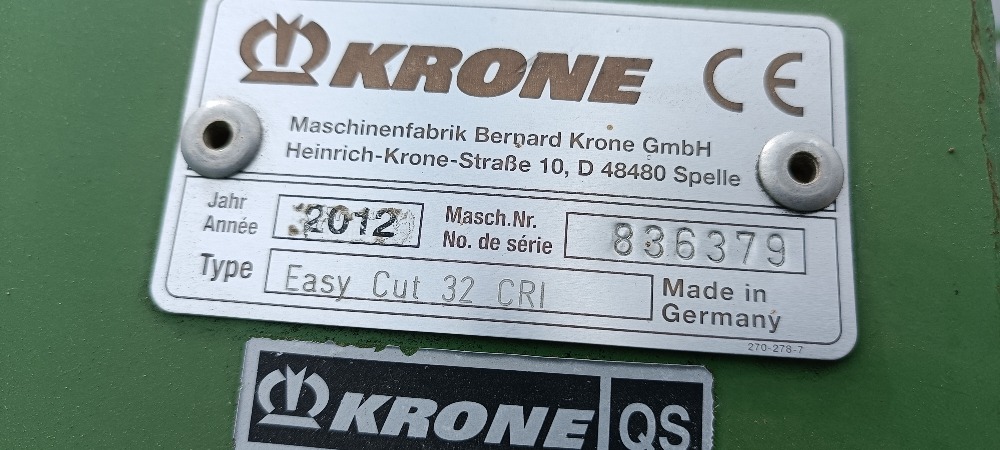 KRONE CE
Maschinenfabrik Bernard Krone GmbH
Heinrich-Krone-Straße 10, D 48480 Spelle
Jahr
Année
2012
Masch.Nr.
No. de série
836379
Type
Easy Cut 32 CRI
Made in
Germany
270-278-7
KRONE QS